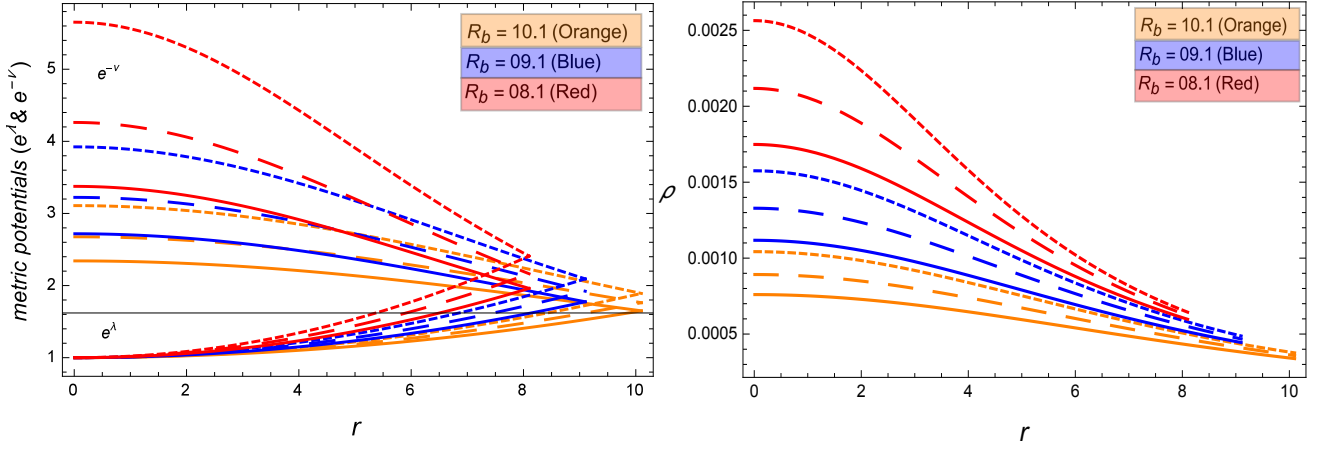 metric potentials (e^λ & e^-ν)
5
4
3
2
1
e^-ν
e^λ
R_b = 10.1 (Orange)
R_b = 09.1 (Blue)
R_b = 08.1 (Red)
0 2 4 6 8 10
r
ρ
0.0025
0.0020
0.0015
0.0010
0.0005
R_b = 10.1 (Orange)
R_b = 09.1 (Blue)
R_b = 08.1 (Red)
0 2 4 6 8 10
r